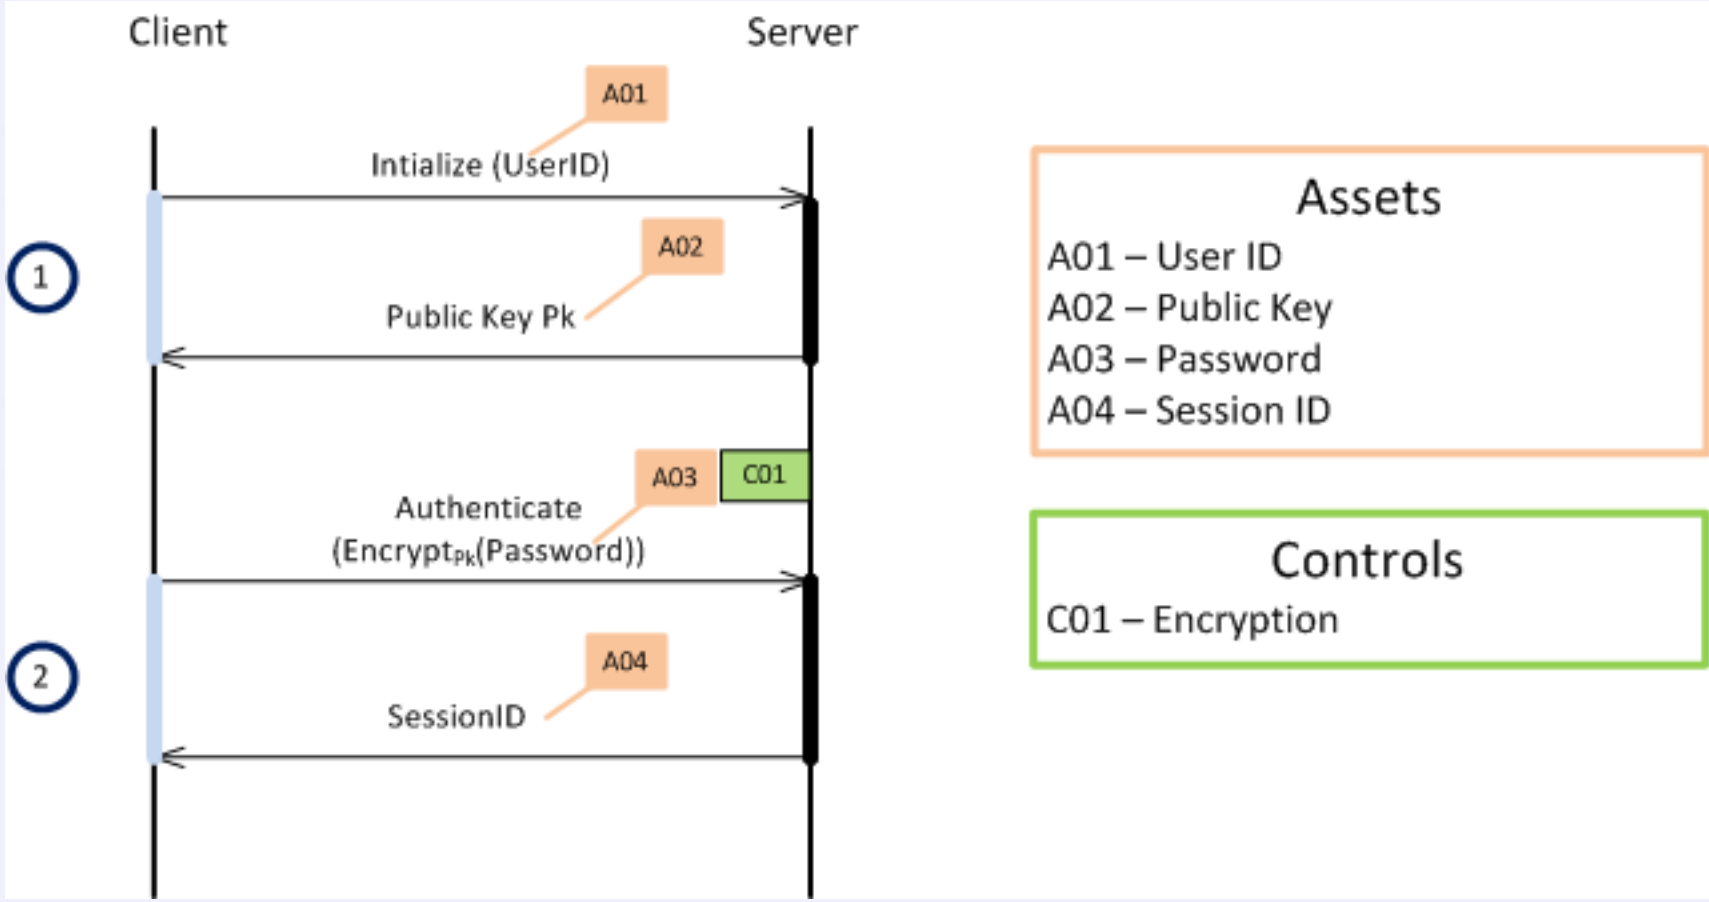 Client
Server
A01
Intialize (UserID)
A02
1
Public Key Pk
A03
C01
Authenticate
(EncryptPk(Password))
A04
2
SessionID
Assets
A01 – User ID
A02 – Public Key
A03 – Password
A04 – Session ID
Controls
C01 – Encryption